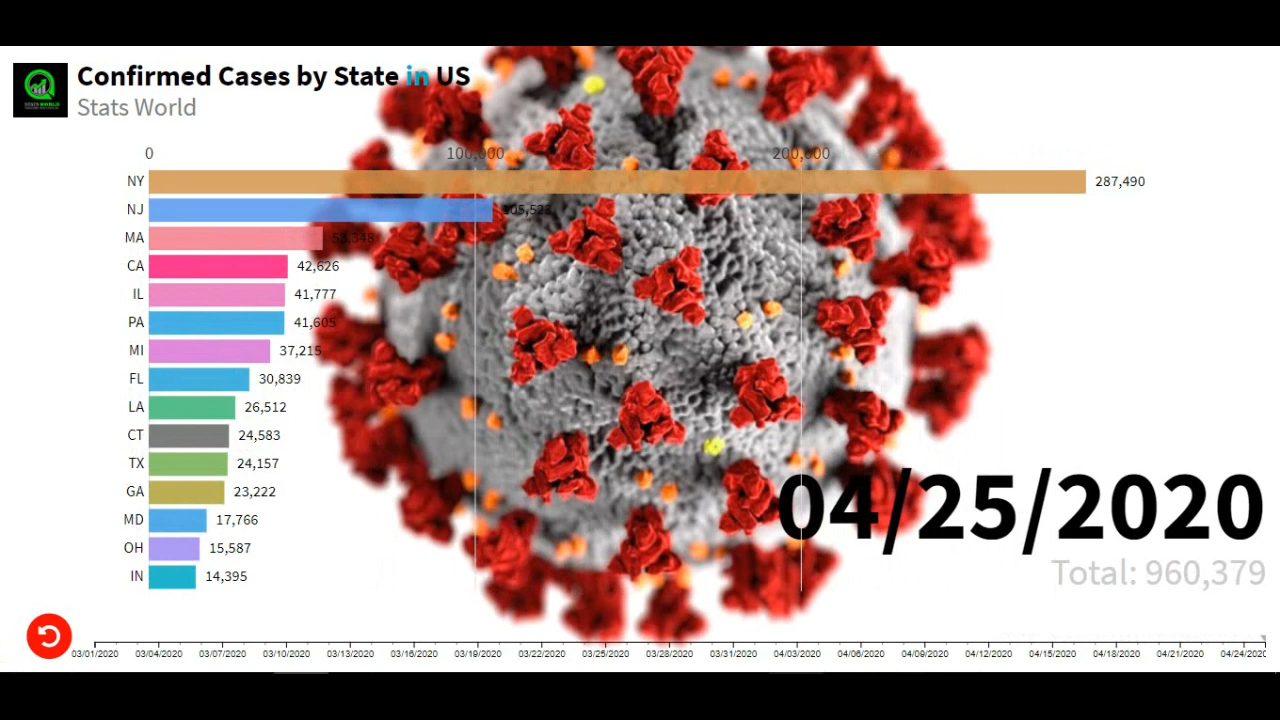 Confirmed Cases by State in US
Stats World
STATS WORLD
0 100,000 200,000
NY 287,490
NJ
MA 53,348
CA 42,626
IL 41,777
PA 41,605
MI 37,215
FL 30,839
LA 26,512
CT 24,583
TX 24,157
GA 23,222
MD 17,766
OH 15,587
IN 14,395
04/25/2020
Total: 960,379
03/01/2020 03/04/2020 03/07/2020 03/10/2020 03/13/2020 03/16/2020 03/19/2020 03/22/2020 03/25/2020 03/28/2020 03/31/2020 04/03/2020 04/06/2020 04/09/2020 04/12/2020 04/15/2020 04/18/2020 04/21/2020 04/24/2020